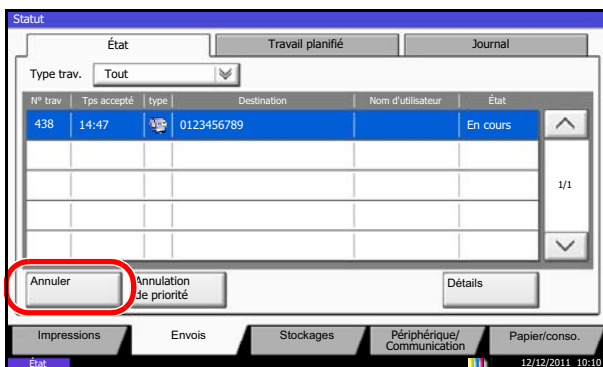 Statut
État Travail planifié Journal
Type trav. Tout
N° trav Tps accepté type Destination Nom d'utilisateur État
438 14:47 0123456789 En cours
1/1
Annuler Annulation de priorité Détails
Impressions Envois Stockages Périphérique/ Communication Papier/conso.
État 12/12/2011 10:10